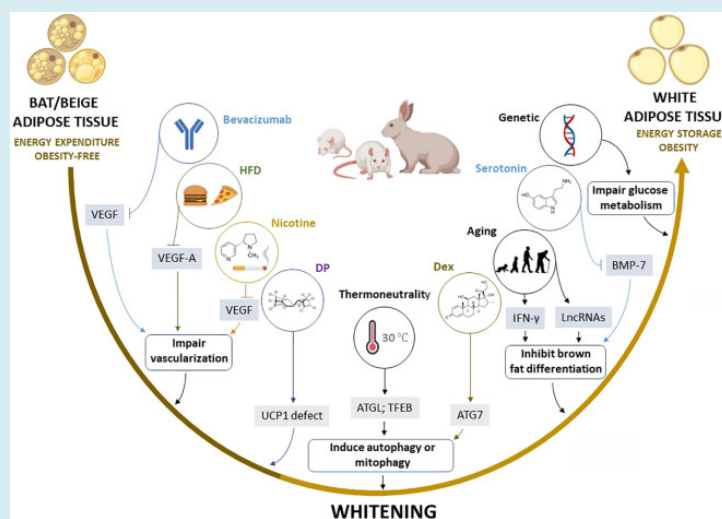 BAT/BEIGE
ADIPOSE TISSUE
ENERGY EXPENDITURE
OBESITY-FREE
WHITE
ADIPOSE TISSUE
ENERGY STORAGE
OBESITY
Bevacizumab
HFD
Nicotine
DP
Thermoneutrality
30 °C
Dex
Aging
Serotonin
Genetic
VEGF
VEGF-A
VEGF
Impair
vascularization
UCP1 defect
ATGL; TFEB
ATG7
Induce autophagy or
mitophagy
IFN-γ
LncRNAs
BMP-7
Inhibit brown
fat differentiation
Impair glucose
metabolism
WHITENING